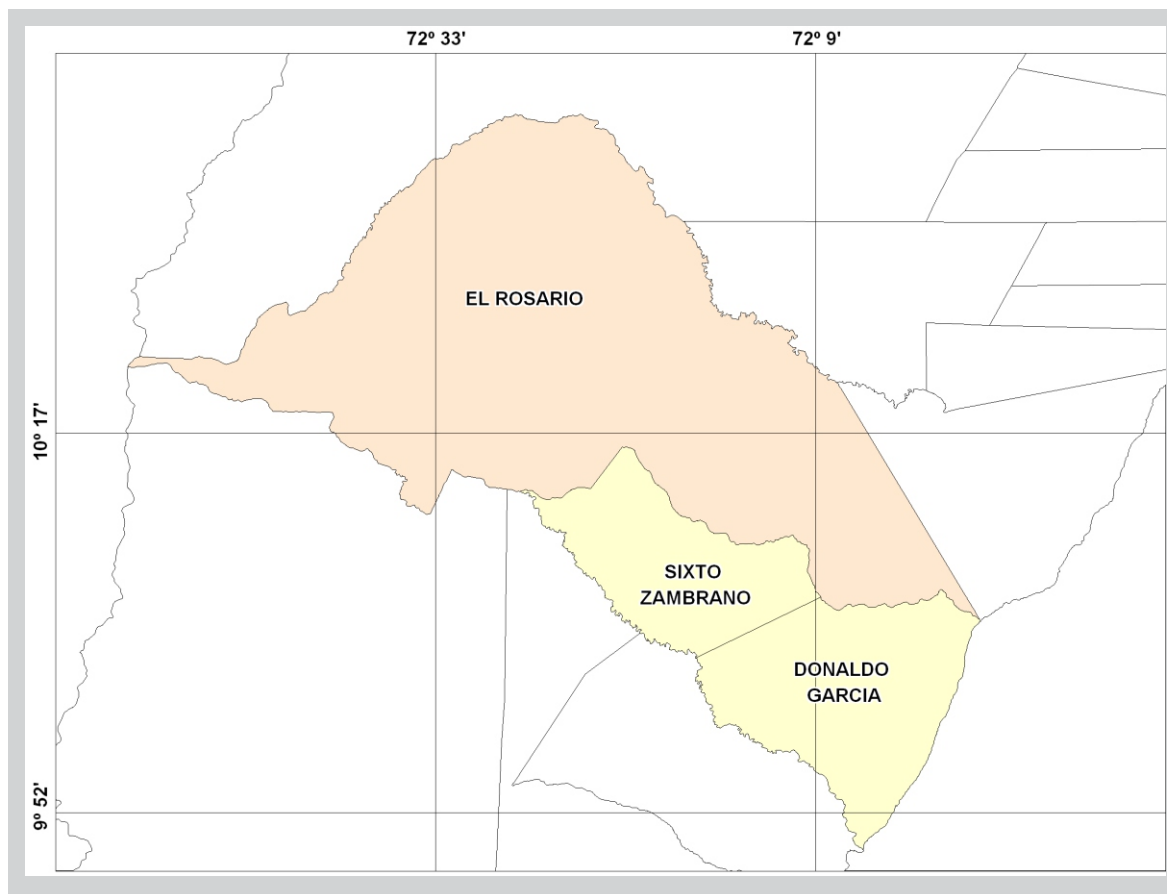 72º 33'
72º 9'
EL ROSARIO
10º 17'
SIXTO
ZAMBRANO
DONALDO
GARCIA
9º 52'